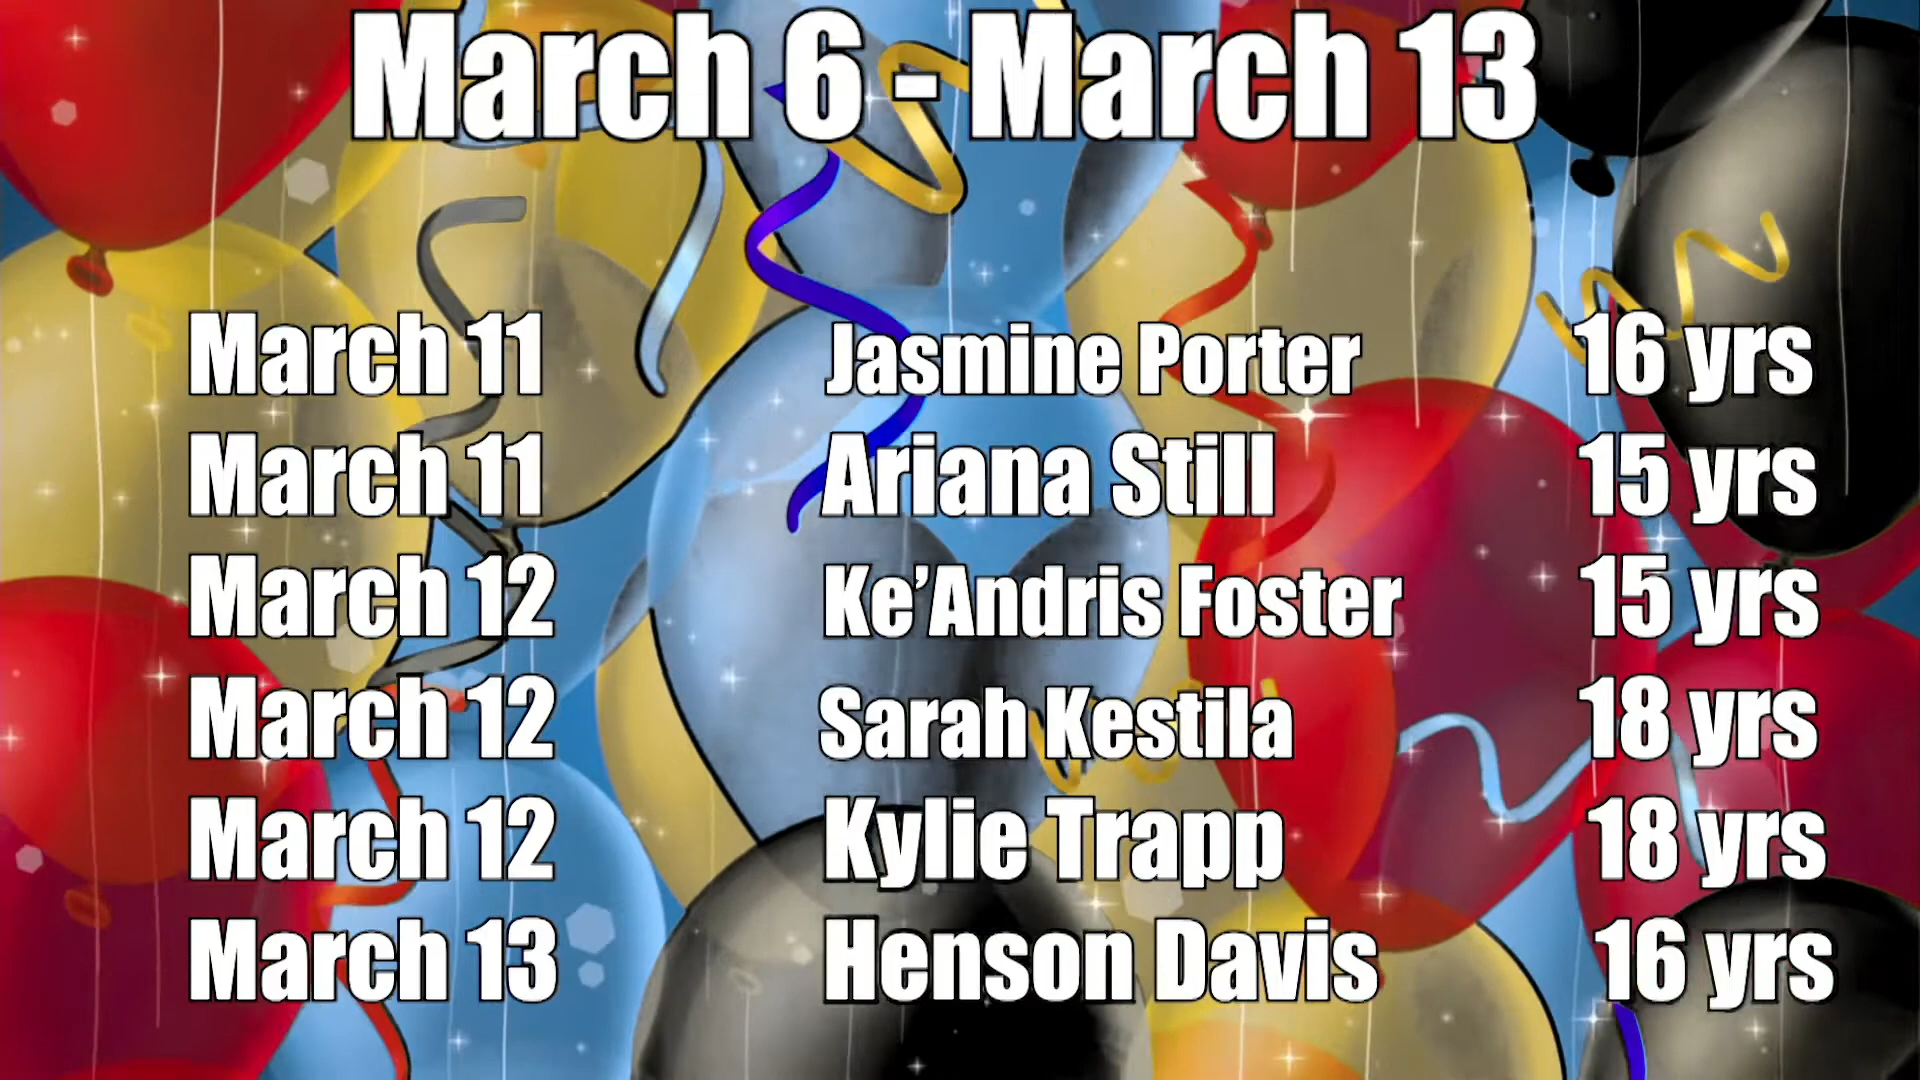 March 6 - March 13
March 11 Jasmine Porter 16 yrs
March 11 Ariana Still 15 yrs
March 12 Ke’Andris Foster 15 yrs
March 12 Sarah Kestila 18 yrs
March 12 Kylie Trapp 18 yrs
March 13 Henson Davis 16 yrs